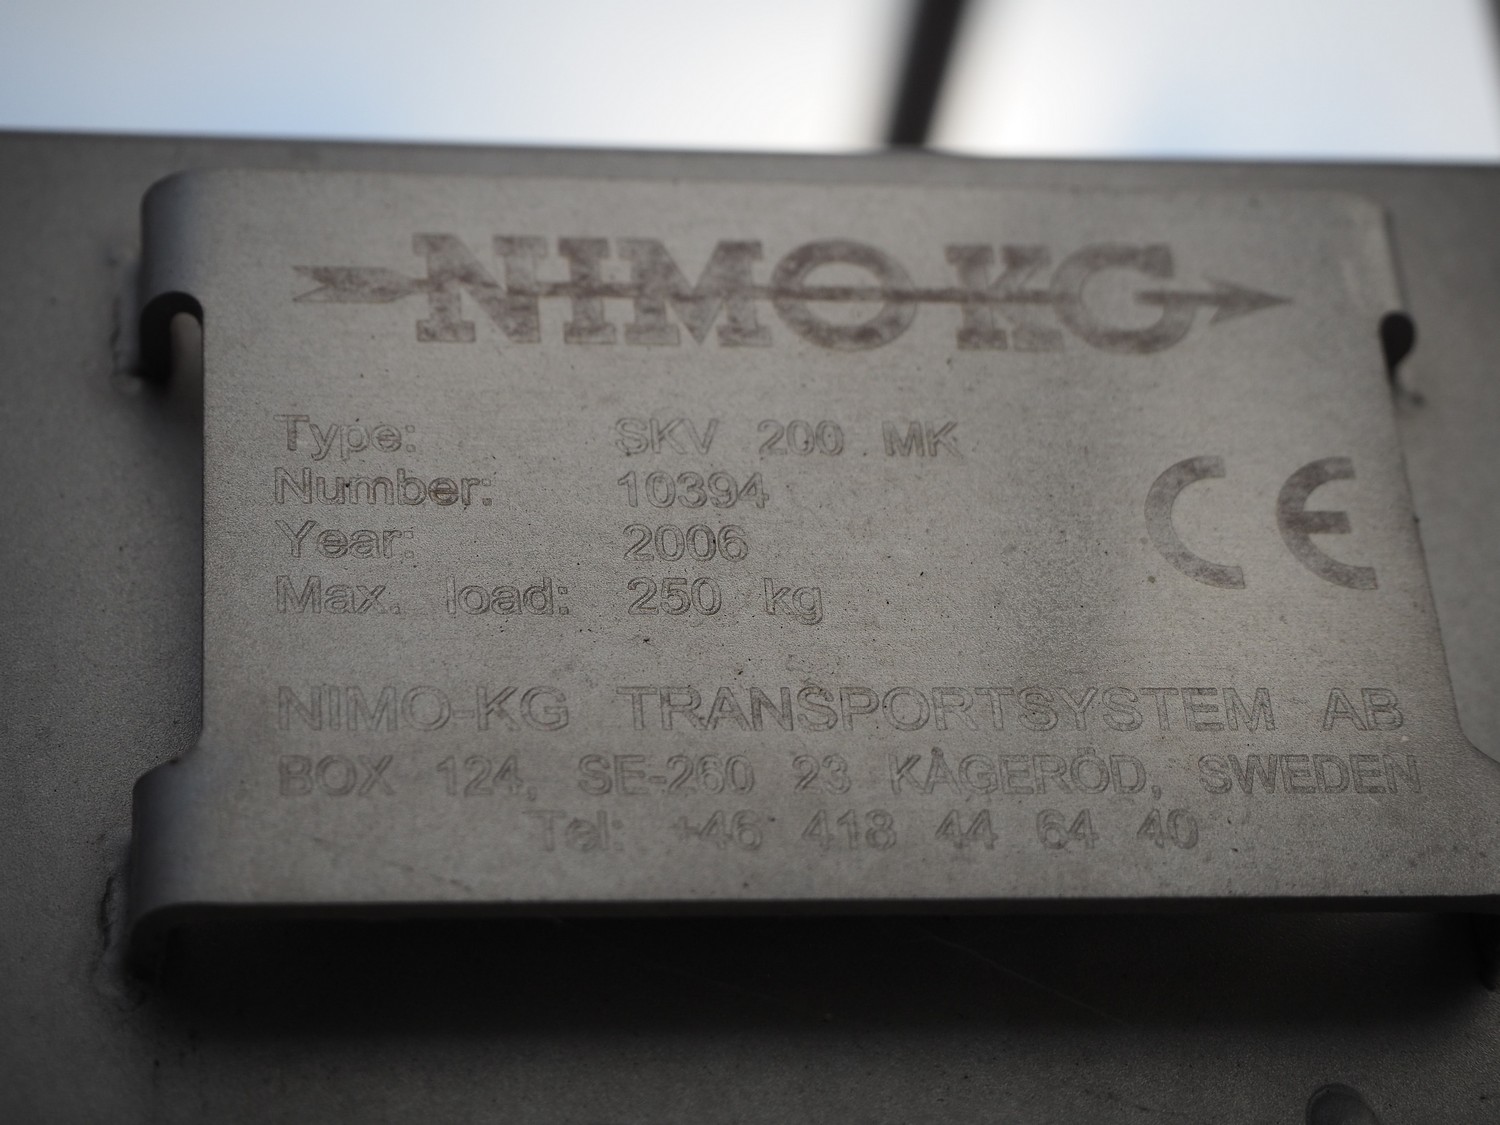 NIMO-KG
Type: SKV 200 MK
Number: 10394
Year: 2006
Max. load: 250 kg
CE
NIMO-KG TRANSPORTSYSTEM AB
BOX 124, SE-260 23 KÅGERÖD, SWEDEN
Tel: +46 418 44 64 40